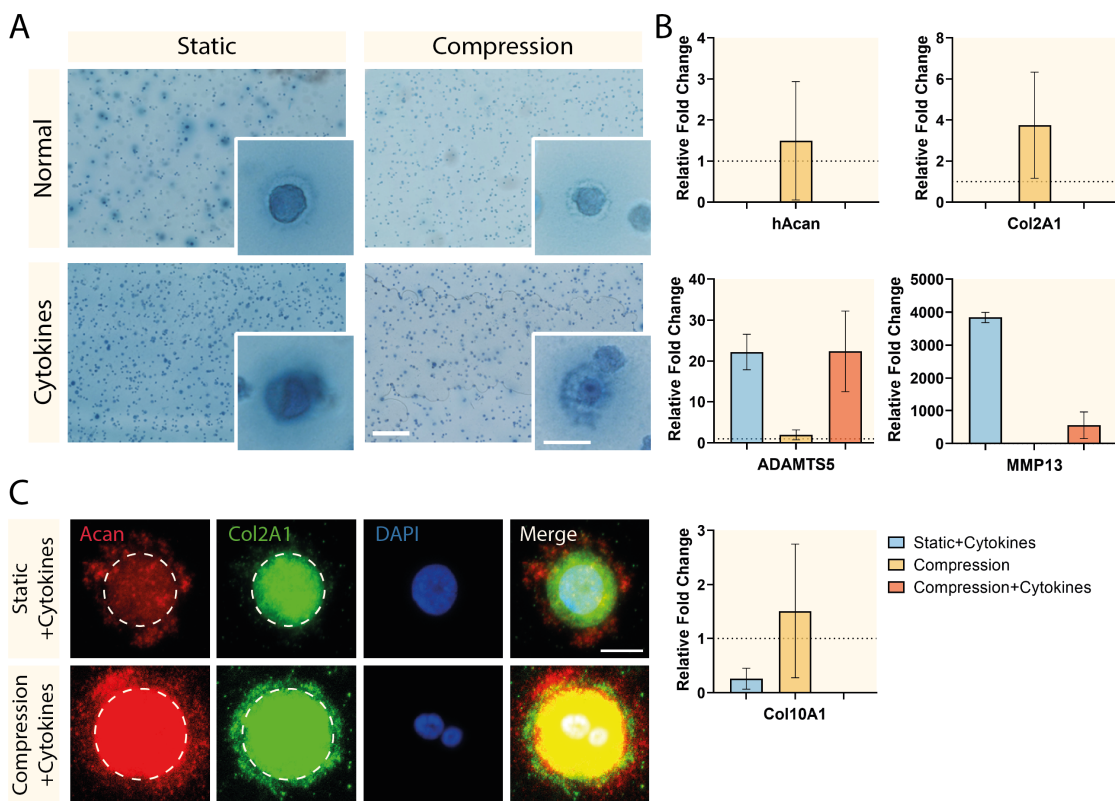 A
Static
Compression
Normal
Cytokines
B
Relative Fold Change
4
3
2
1
0
hAcan
Relative Fold Change
8
6
4
2
0
Col2A1
Relative Fold Change
40
30
20
10
0
ADAMTS5
Relative Fold Change
5000
4000
3000
2000
1000
0
MMP13
C
Acan
Col2A1
DAPI
Merge
Static
+Cytokines
Compression
+Cytokines
Relative Fold Change
3
2
1
0
Col10A1
Static+Cytokines
Compression
Compression+Cytokines